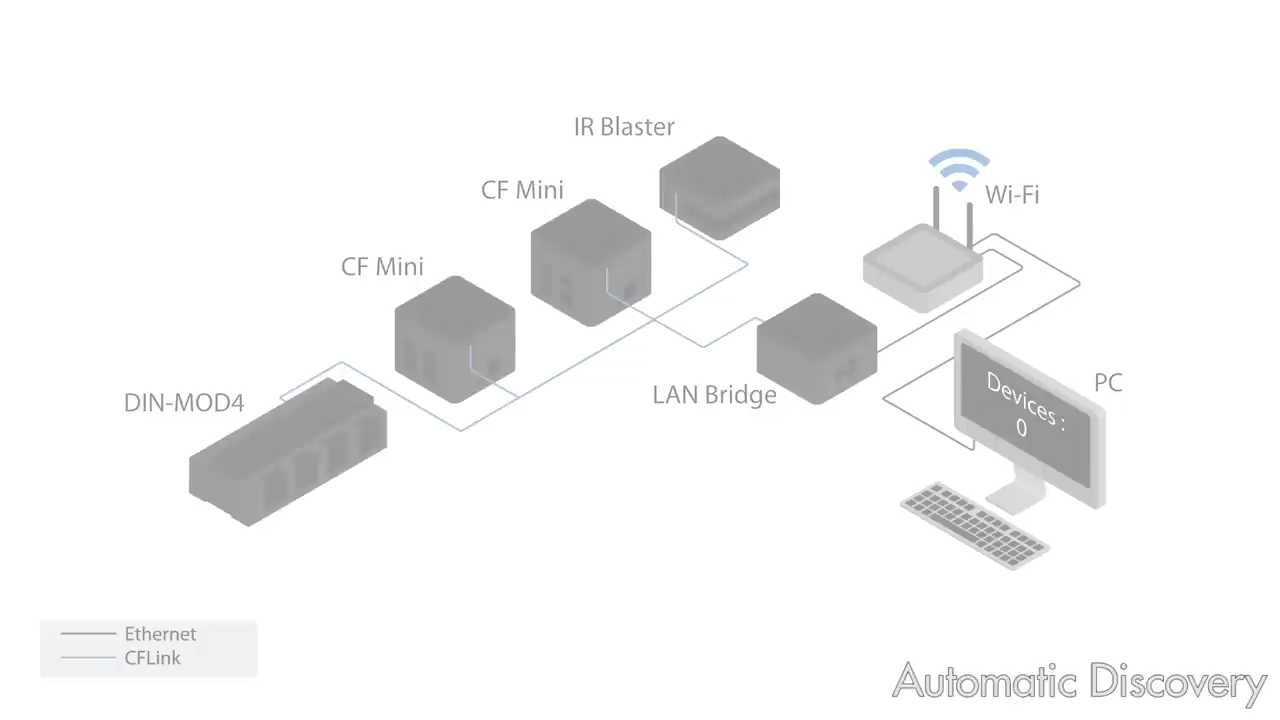 IR Blaster
CF Mini
Wi-Fi
CF Mini
DIN-MOD4
LAN Bridge
PC
Devices :
0
Ethernet
CFLink
Automatic Discovery